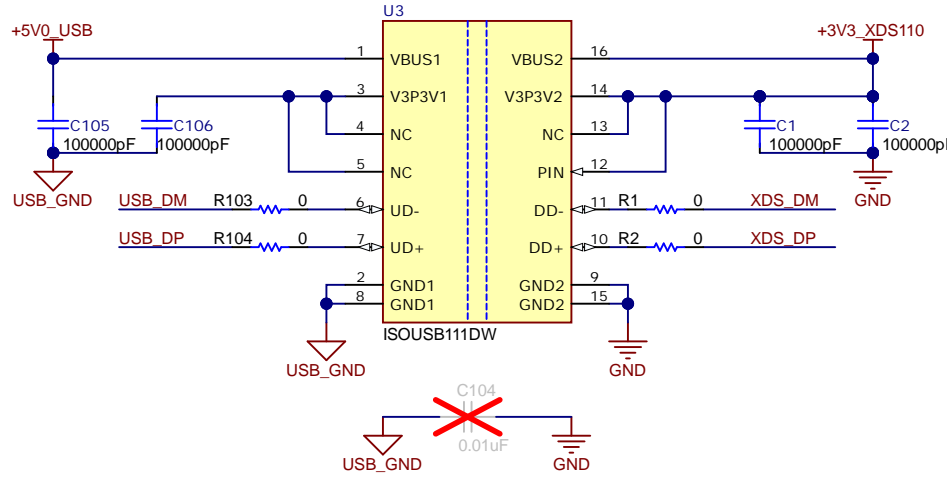 U3
+5V0_USB
+3V3_XDS110
1
VBUS1
VBUS2
16
3
V3P3V1
V3P3V2
14
C105
100000pF
C106
100000pF
4
NC
NC
13
C1
100000pF
C2
100000pF
5
NC
PIN
12
USB_GND
GND
USB_DM
R103
0
6
UD-
DD-
11
R1
0
XDS_DM
USB_DP
R104
0
7
UD+
DD+
10
R2
0
XDS_DP
2
GND1
GND2
9
8
GND1
GND2
15
ISOUSB111DW
USB_GND
GND
C104
0.01uF
USB_GND
GND